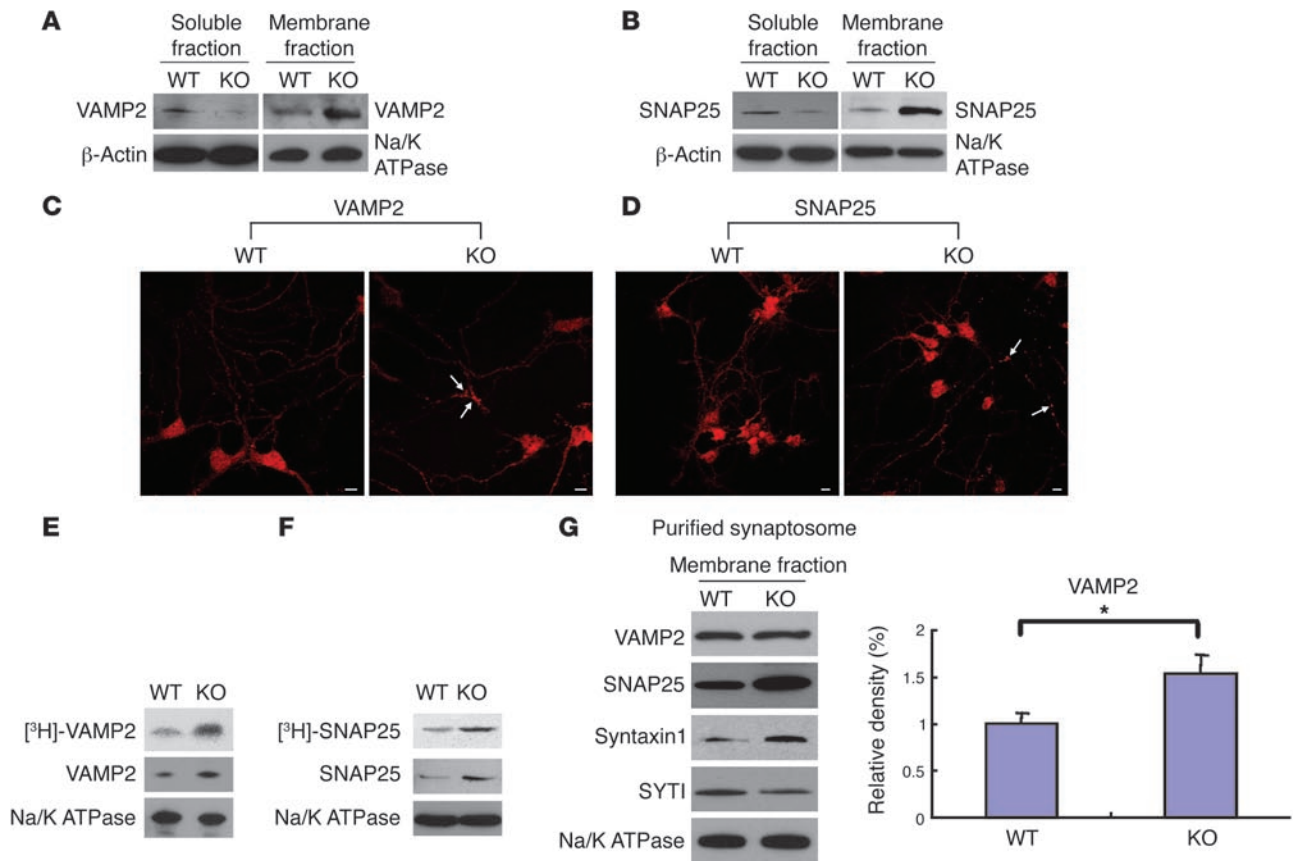 A
Soluble fraction
Membrane fraction
WT KO WT KO
VAMP2 VAMP2
β-Actin Na/K ATPase
B
Soluble fraction
Membrane fraction
WT KO WT KO
SNAP25 SNAP25
β-Actin Na/K ATPase
C
VAMP2
WT KO
D
SNAP25
WT KO
E
WT KO
[³H]-VAMP2
VAMP2
Na/K ATPase
F
WT KO
[³H]-SNAP25
SNAP25
Na/K ATPase
G
Purified synaptosome
Membrane fraction
WT KO
VAMP2
SNAP25
Syntaxin1
SYTI
Na/K ATPase
VAMP2
*
Relative density (%)
2
1.5
1
0.5
0
WT KO